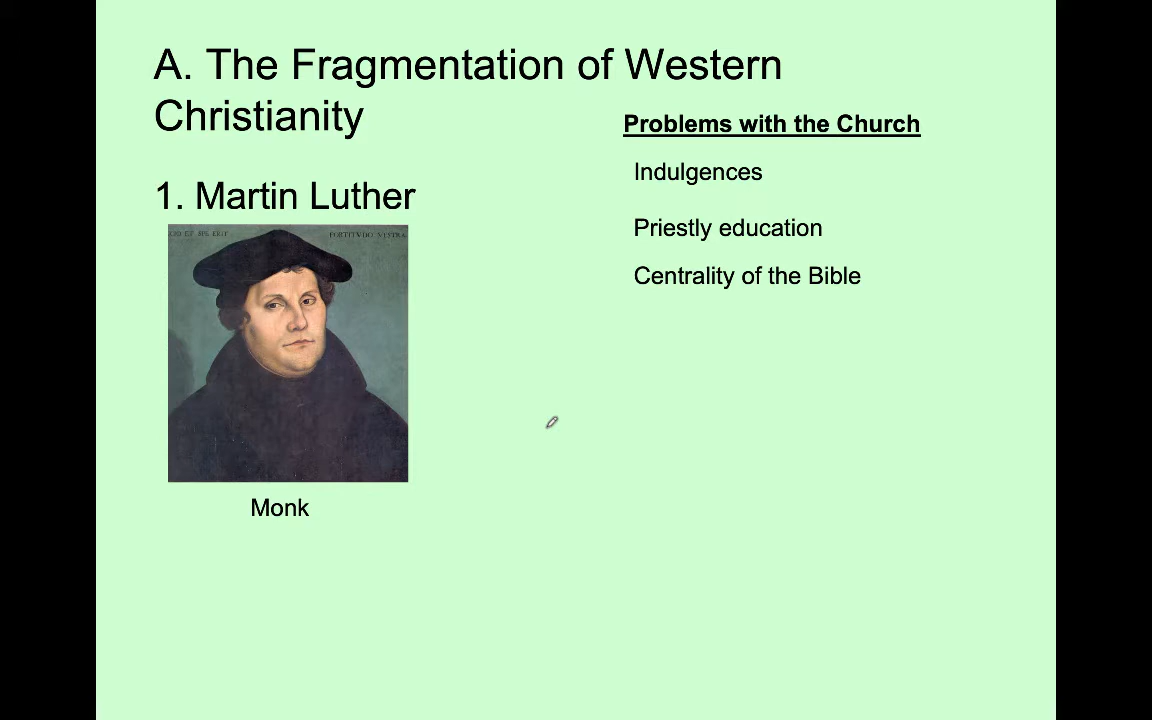 A. The Fragmentation of Western
Christianity
Problems with the Church
Indulgences
1. Martin Luther
Priestly education
Centrality of the Bible
Monk